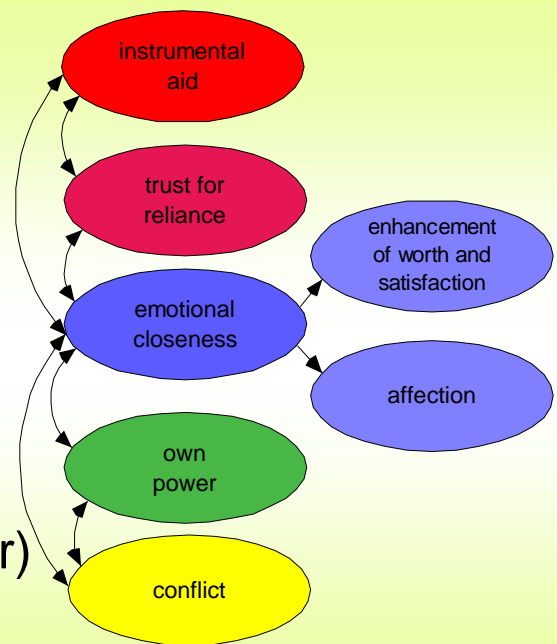 instrumental
aid
trust for
reliance
enhancement
of worth and
satisfaction
emotional
closeness
affection
own
power
r)
conflict